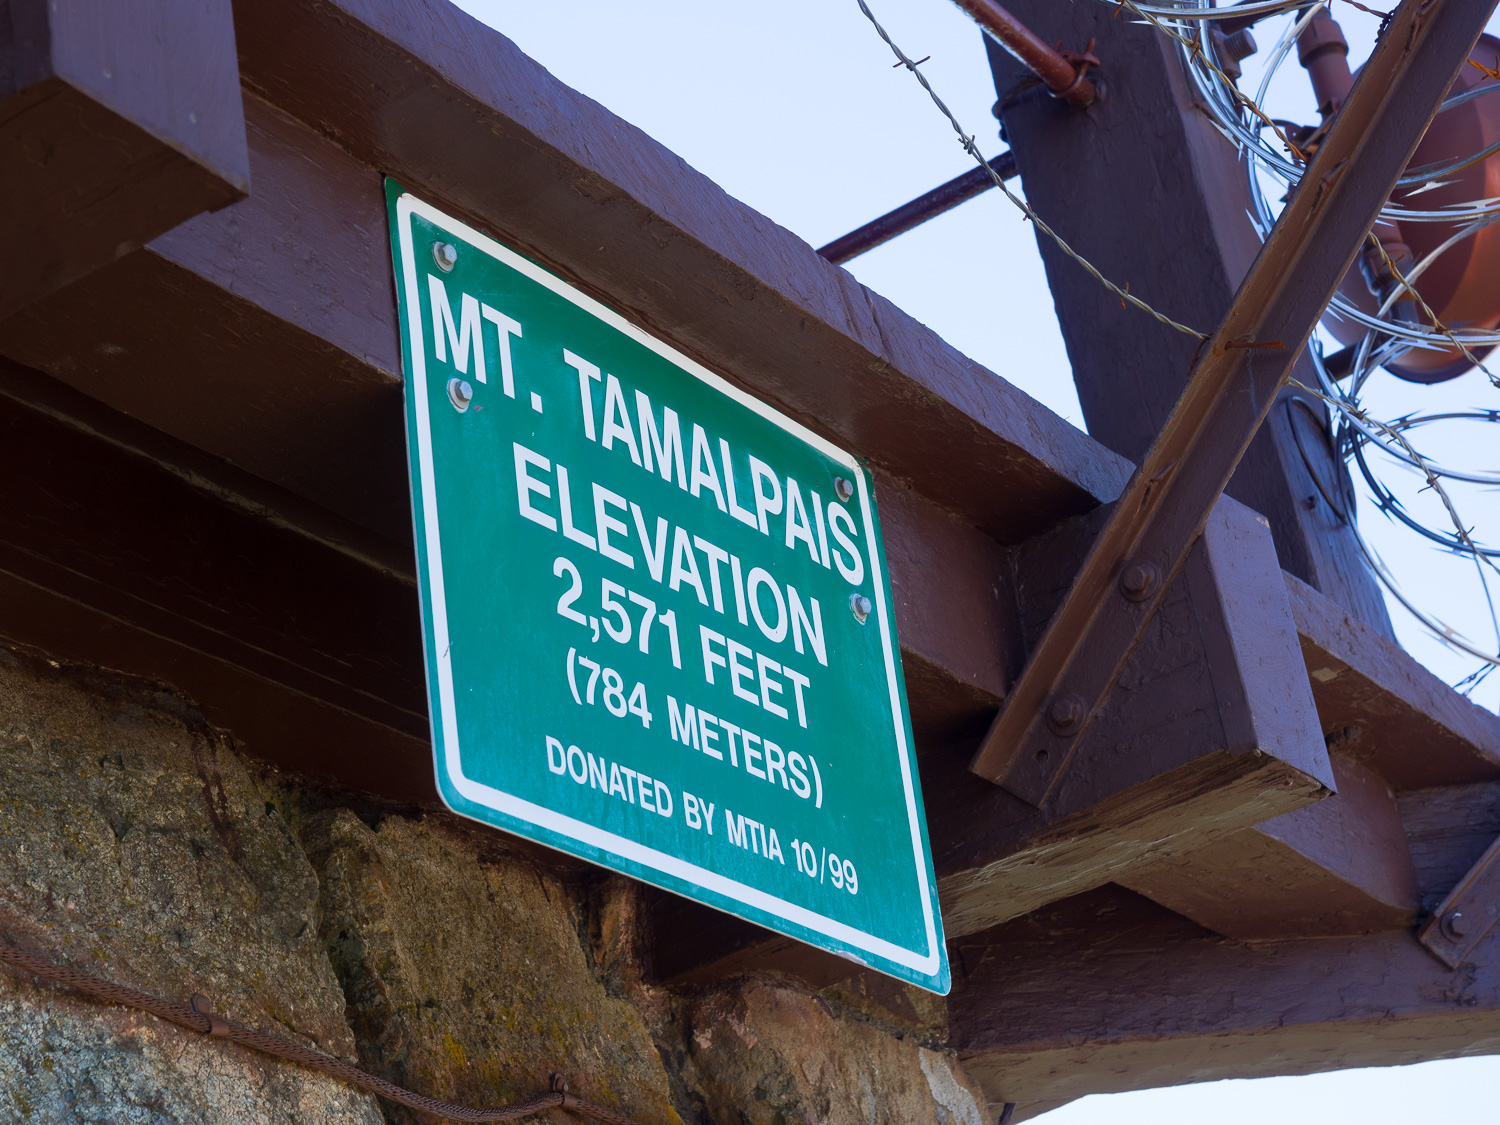 MT. TAMALPAIS
ELEVATION
2,571 FEET
(784 METERS)
DONATED BY MTIA 10/99